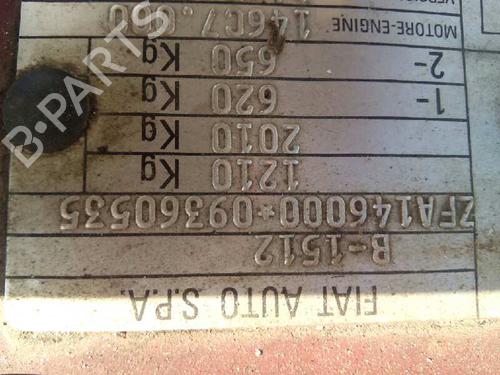 FIAT AUTO S.P.A.
B-1512
ZFA146000*09360535
1210 Kg
2010 Kg
1- 620 Kg
2- 650 Kg
MOTORE-ENGINE 146C7.000
B-PARTS